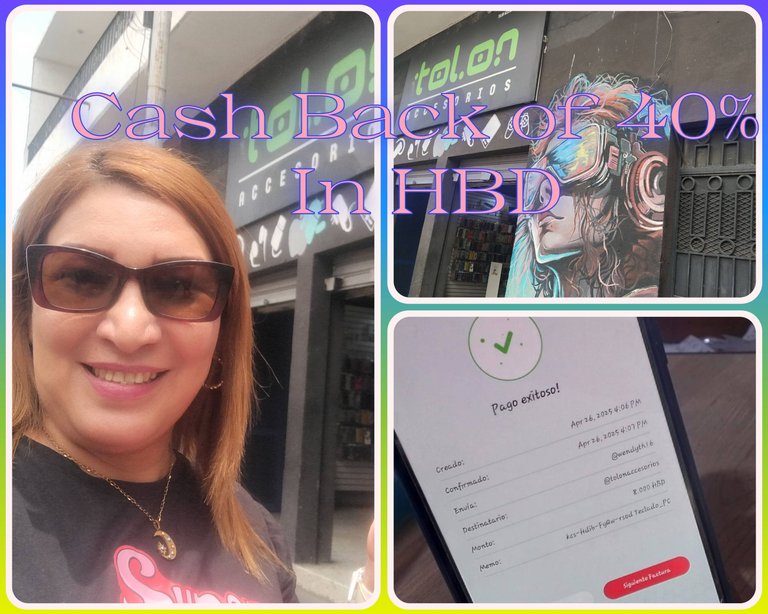 Cash Back of 40%
In HBD
tol.on
ACCESORIOS
tol.on
ACCESORIOS
Pago exitoso!
Creado: Apr 26, 2025 4:06 PM
Confirmado: Apr 26, 2025 4:07 PM
Envia: @wendyth16
Destinatario: @tolonaccesorios
Monto: 8.000 HBD
Memo: Teclado_PC
Siguiente Factura